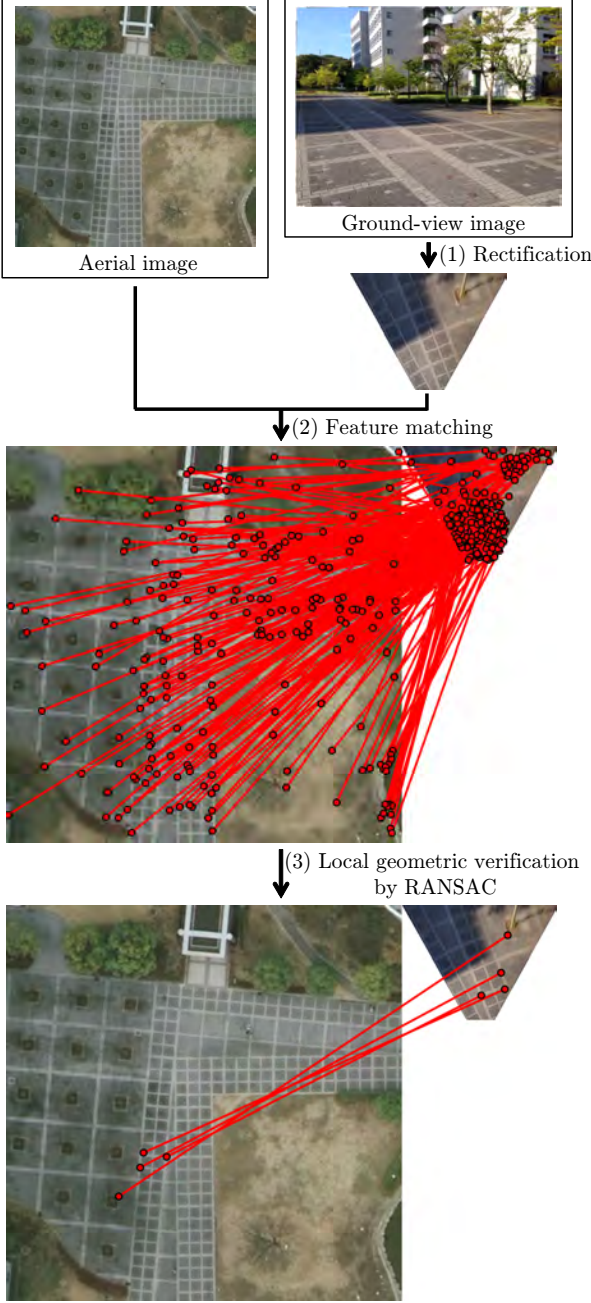 Aerial image
Ground-view image
(1) Rectification
(2) Feature matching
(3) Local geometric verification
by RANSAC